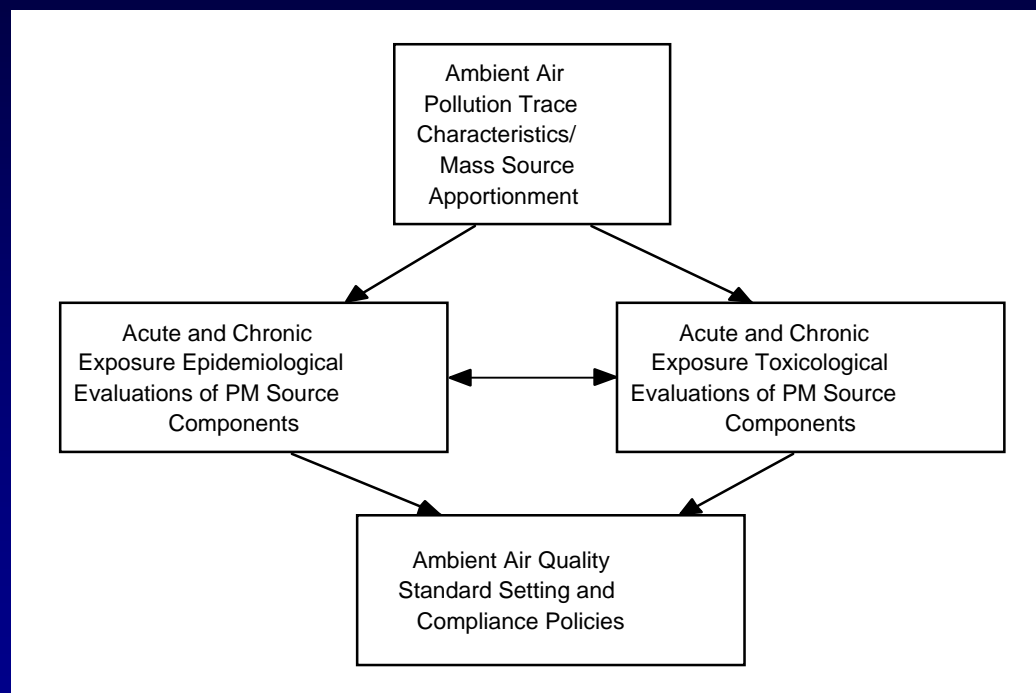 Ambient Air
Pollution Trace
Characteristics/
Mass Source
Apportionment
Acute and Chronic
Exposure Epidemiological
Evaluations of PM Source
Components
Acute and Chronic
Exposure Toxicological
Evaluations of PM Source
Components
Ambient Air Quality
Standard Setting and
Compliance Policies